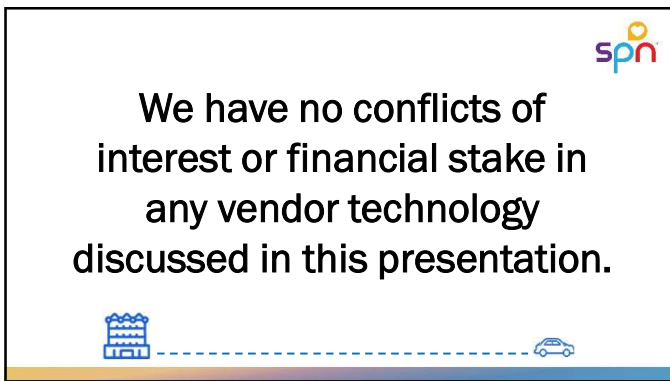 spn
We have no conflicts of
interest or financial stake in
any vendor technology
discussed in this presentation.